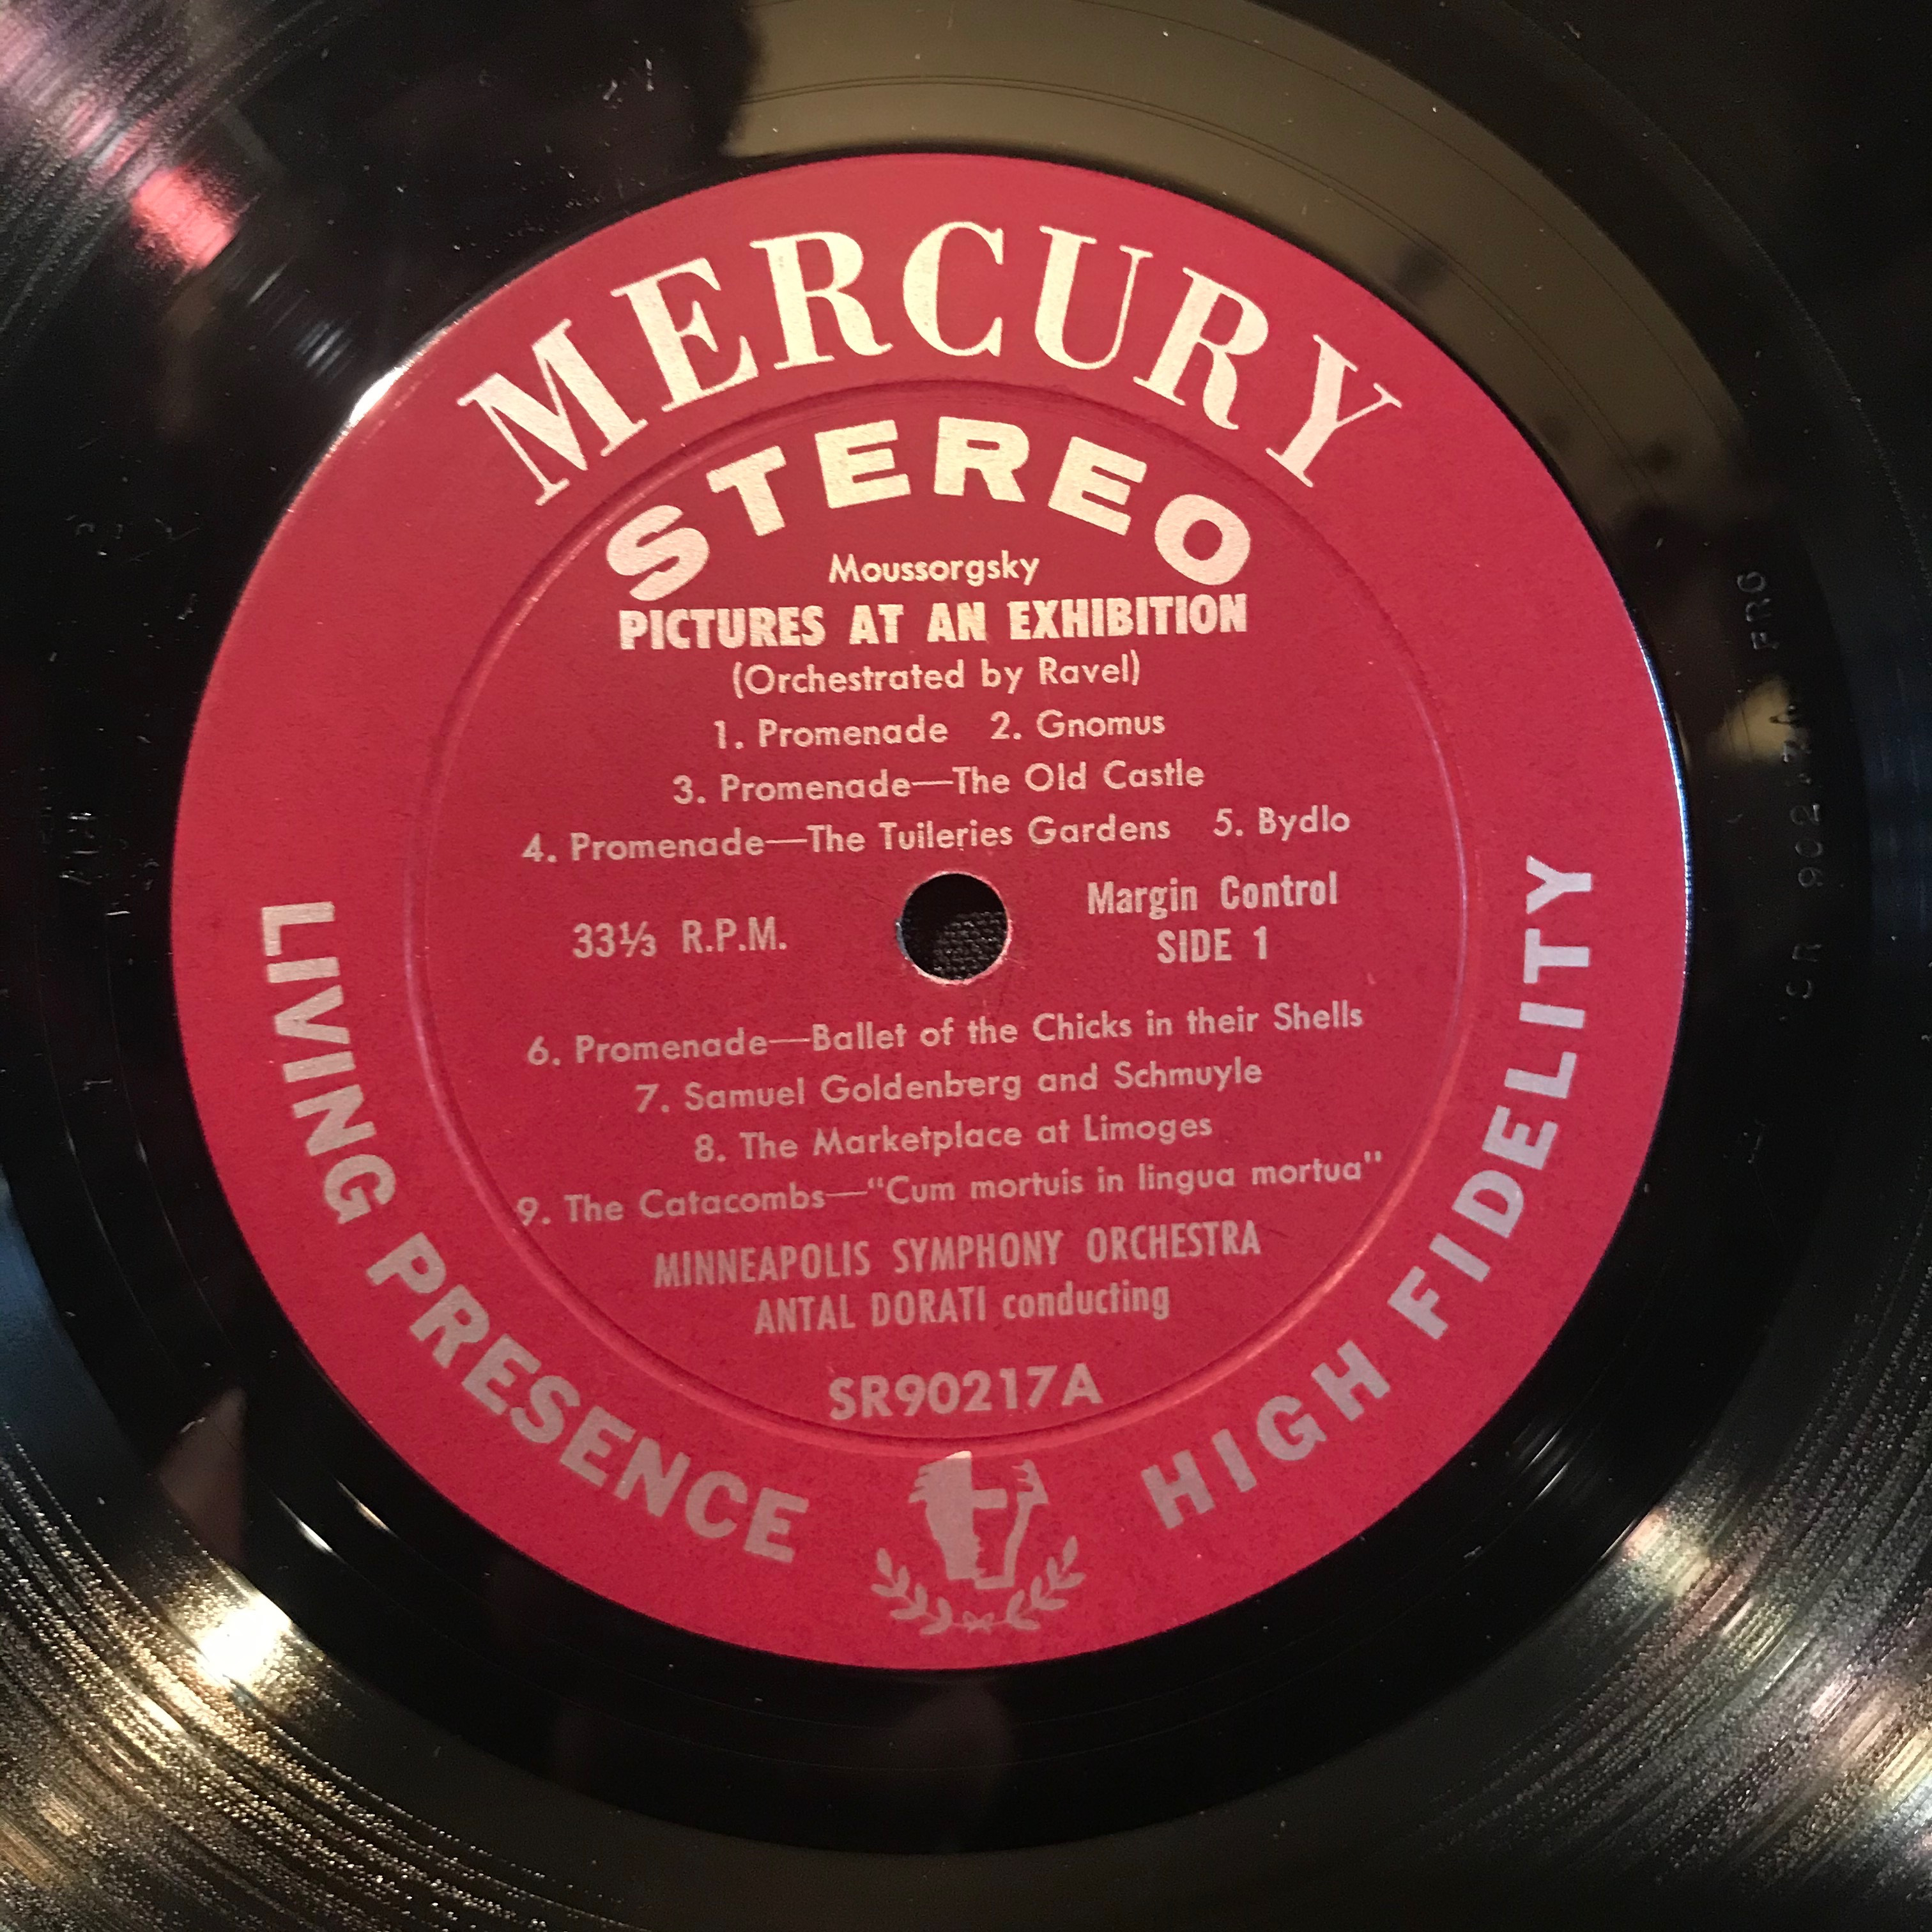 MERCURY
STEREO
Moussorgsky
PICTURES AT AN EXHIBITION
(Orchestrated by Ravel)
1. Promenade 2. Gnomus
3. Promenade—The Old Castle
4. Promenade—The Tuileries Gardens 5. Bydlo
33⅓ R.P.M.
Margin Control
SIDE 1
6. Promenade—Ballet of the Chicks in their Shells
7. Samuel Goldenberg and Schmuyle
8. The Marketplace at Limoges
9. The Catacombs—"Cum mortuis in lingua mortua"
MINNEAPOLIS SYMPHONY ORCHESTRA
ANTAL DORATI conducting
SR90217A
LIVING PRESENCE
HIGH FIDELITY